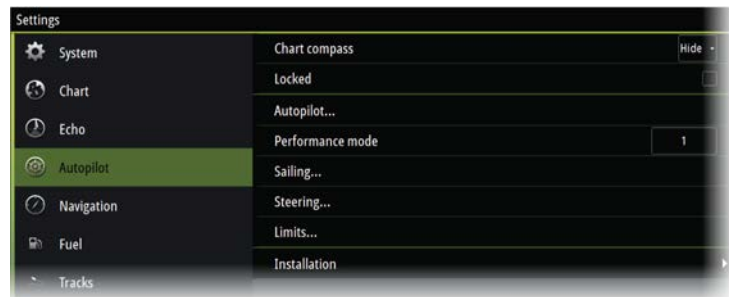 Settings
System
Chart
Echo
Autopilot
Navigation
Fuel
Tracks
Chart compass
Hide
Locked
Autopilot...
Performance mode
1
Sailing...
Steering...
Limits...
Installation